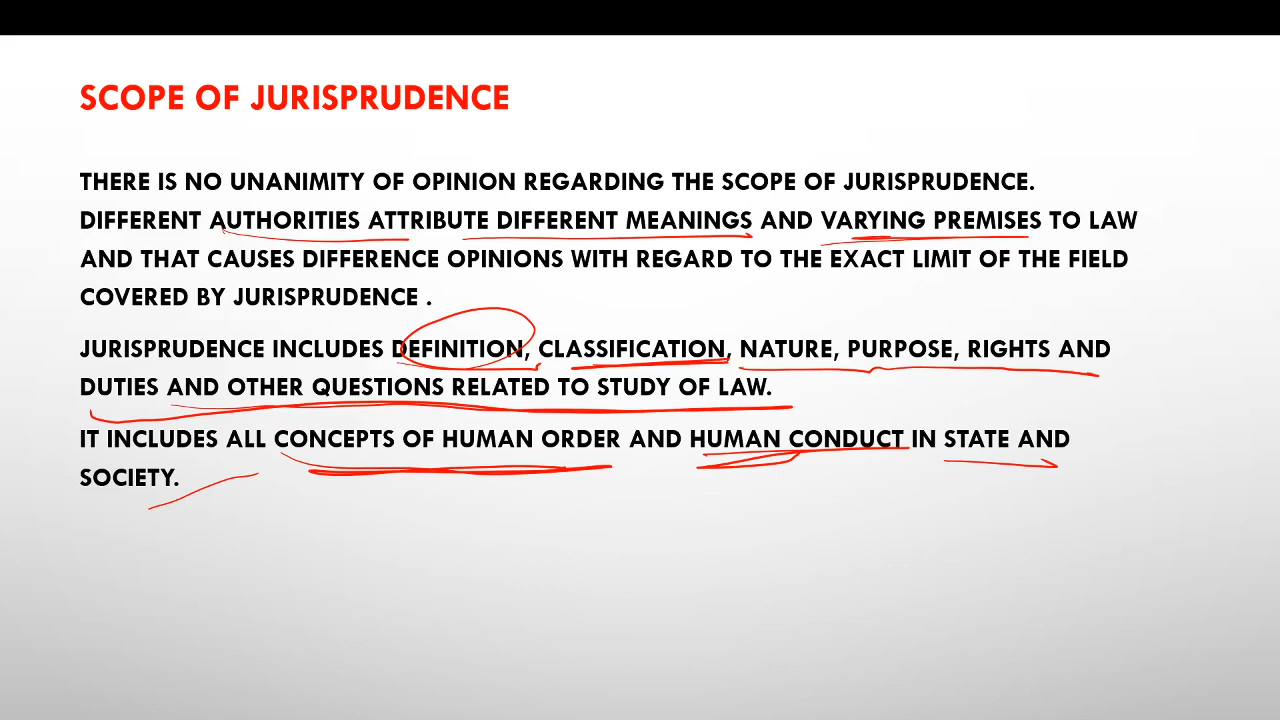 SCOPE OF JURISPRUDENCE
THERE IS NO UNANIMITY OF OPINION REGARDING THE SCOPE OF JURISPRUDENCE.
DIFFERENT AUTHORITIES ATTRIBUTE DIFFERENT MEANINGS AND VARYING PREMISES TO LAW
AND THAT CAUSES DIFFERENCE OPINIONS WITH REGARD TO THE EXACT LIMIT OF THE FIELD
COVERED BY JURISPRUDENCE .
JURISPRUDENCE INCLUDES DEFINITION, CLASSIFICATION, NATURE, PURPOSE, RIGHTS AND
DUTIES AND OTHER QUESTIONS RELATED TO STUDY OF LAW.
IT INCLUDES ALL CONCEPTS OF HUMAN ORDER AND HUMAN CONDUCT IN STATE AND
SOCIETY.